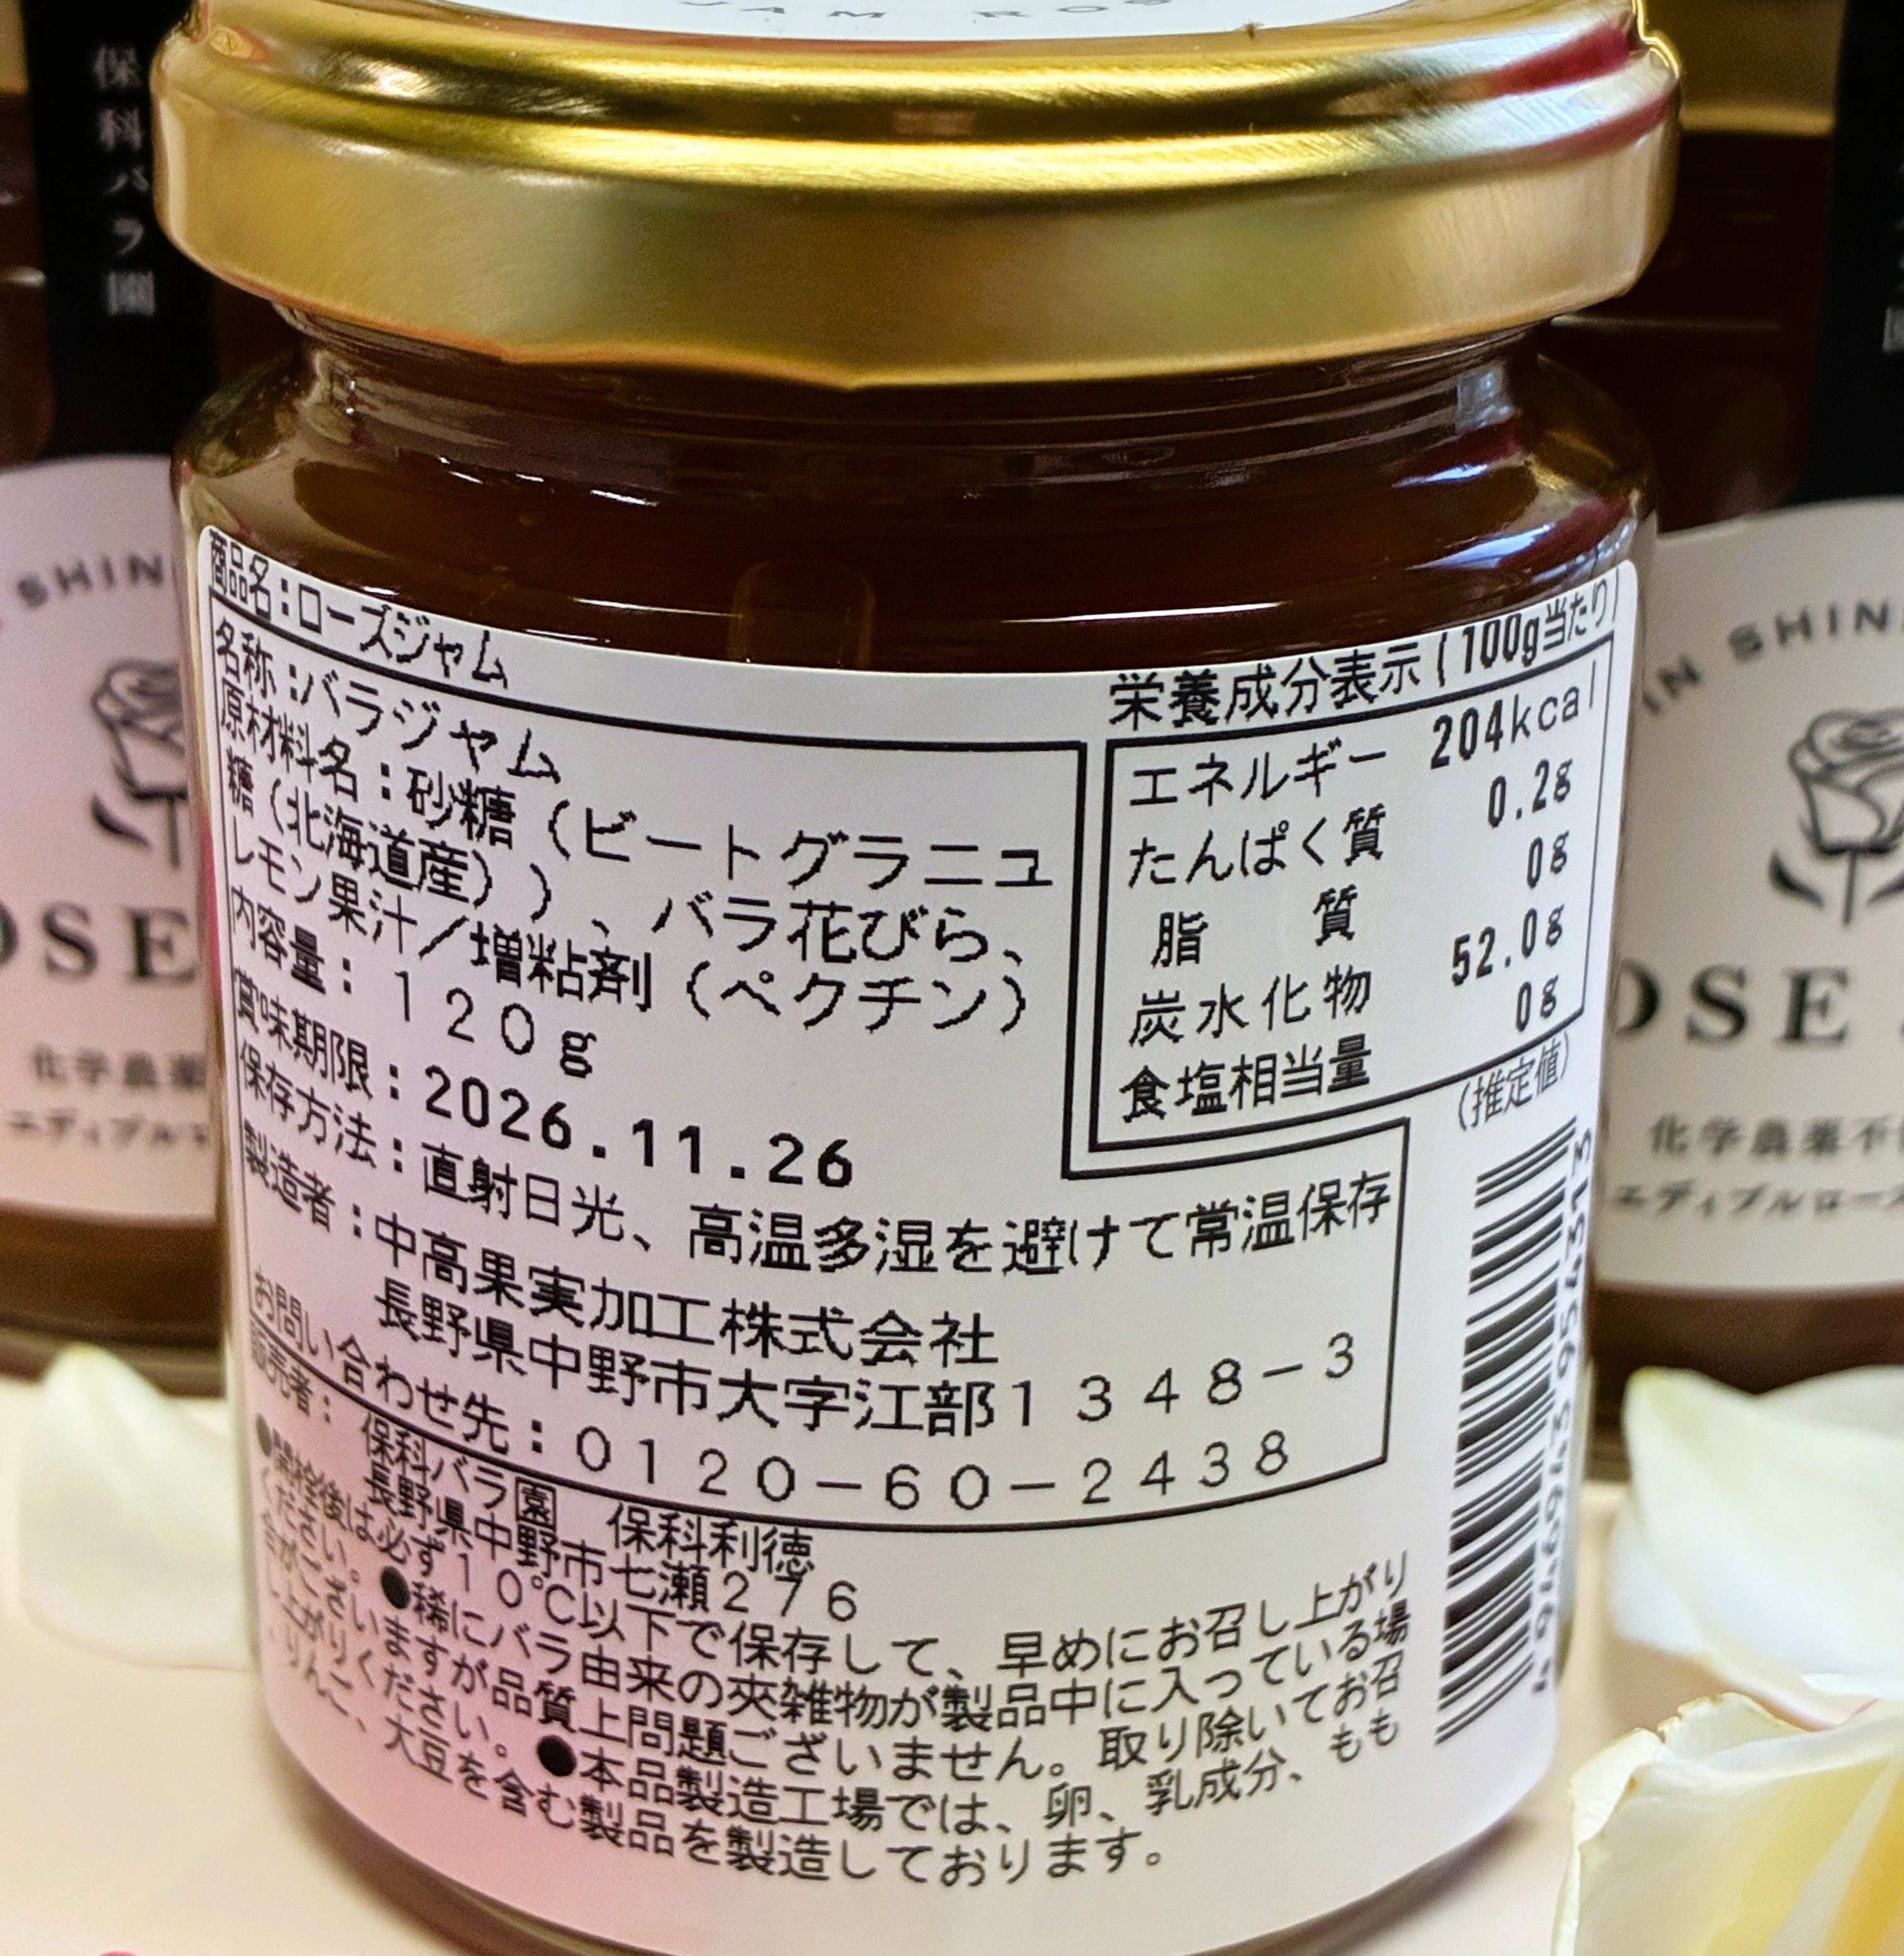 JAM ROS
保科バラ園
SHIN
OSE
化学農薬
エディブル
商品名：ローズジャム
名称：バラジャム
原材料名：砂糖（ビートグラニュ
糖（北海道産））、バラ花びら、
レモン果汁／増粘剤（ペクチン）
内容量：１２０ｇ
賞味期限：2026.11.26
保存方法：直射日光、高温多湿を避けて常温保存
製造者：中高果実加工株式会社
長野県中野市大字江部１３４８－３
お問い合わせ先：０１２０－６０－２４３８
販売者：保科バラ園　保科利徳
長野県中野市七瀬２７６
●開栓後は必ず１０℃以下で保存して、早めにお召し上がり
ください。●稀にバラ由来の夾雑物が製品中に入っている場
合がございますが品質上問題ございません。取り除いてお召
し上がりください。●本品製造工場では、卵、乳成分、もも
、りんご、大豆を含む製品を製造しております。
栄養成分表示（100g当たり）
エネルギー 204kcal
たんぱく質 0.2g
脂質 0g
炭水化物 52.0g
食塩相当量 0g
（推定値）
IN SHIN
OSE
化学農薬不
エディブルロー